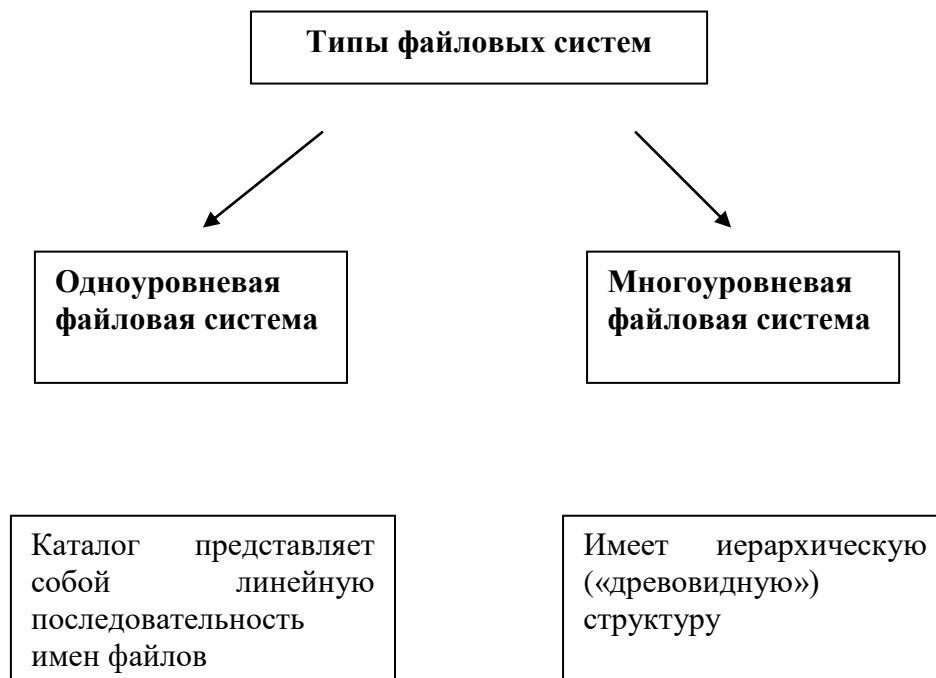 Типы файловых систем
Одноуровневая
файловая система
Многоуровневая
файловая система
Каталог представляет
собой линейную
последовательность
имен файлов
Имеет иерархическую
(«древовидную»)
структуру